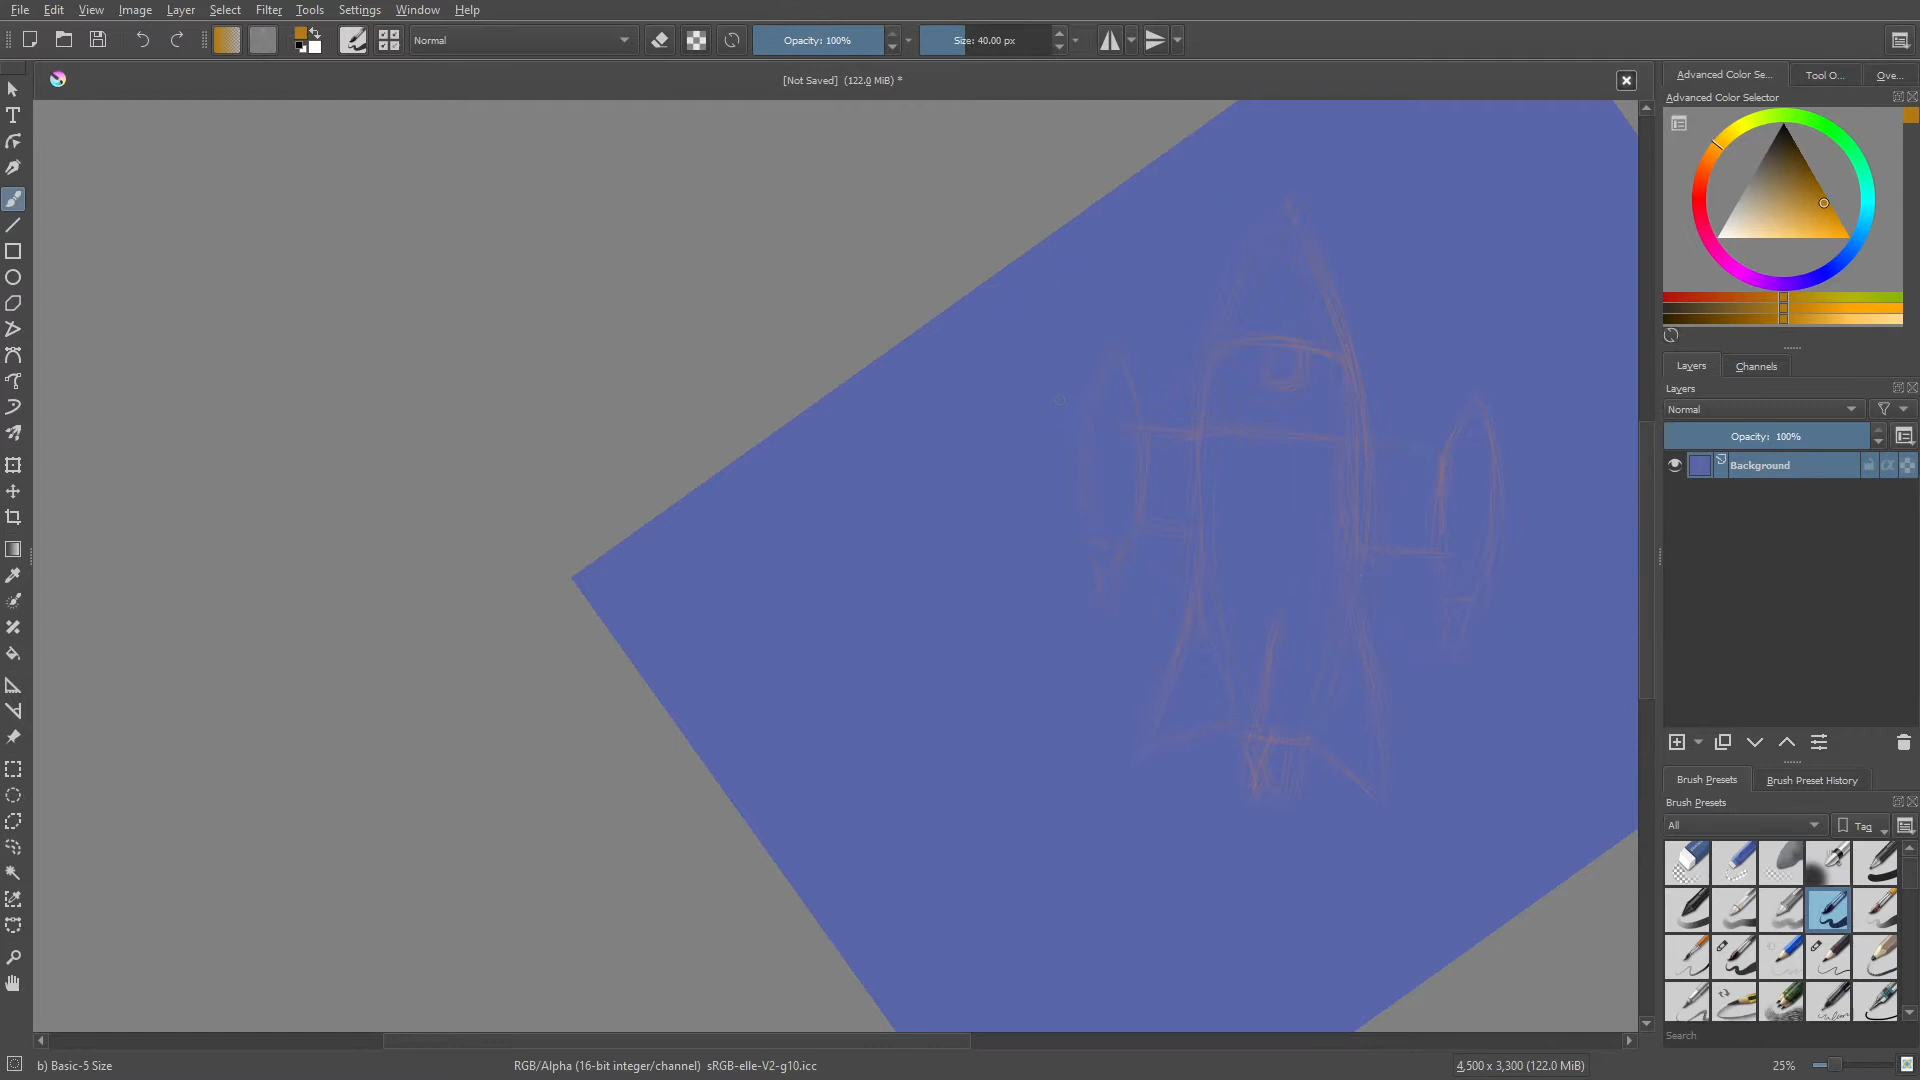 File Edit View Image Layer Select Filter Tools Settings Window Help
Normal
Opacity: 100%
Size: 40.00 px
[Not Saved] (122.0 MiB) *
Advanced Color Se... Tool O... Ove...
Advanced Color Selector
Layers Channels
Layers
Normal
Opacity: 100%
Background
Brush Presets Brush Preset History
Brush Presets
All Tag
Search
b) Basic-5 Size RGB/Alpha (16-bit integer/channel) sRGB-elle-V2-g10.icc 4,500 x 3,300 (122.0 MiB) 25%